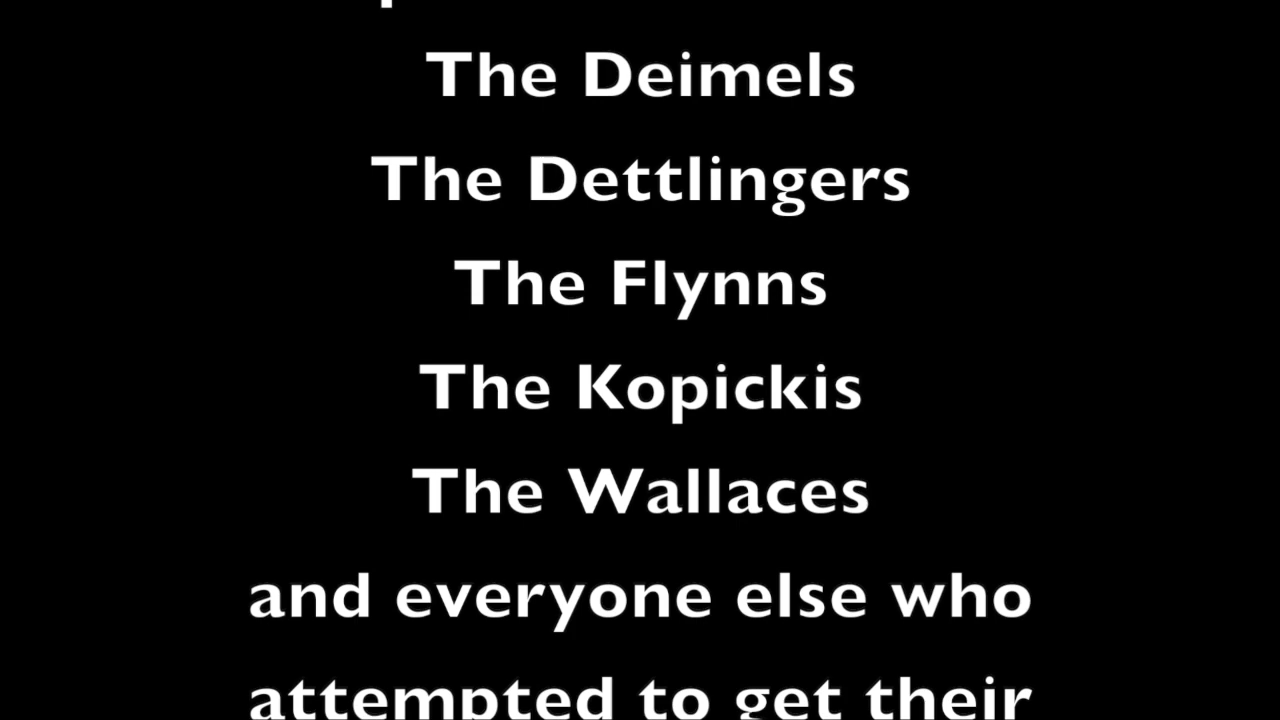 The Deimels
The Dettlingers
The Flynns
The Kopickis
The Wallaces
and everyone else who
attempted to get their